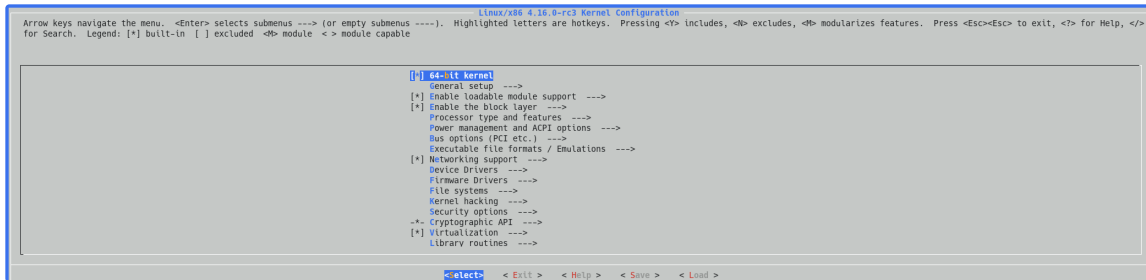 Linux/x86 4.16.0-rc3 Kernel Configuration
Arrow keys navigate the menu.  <Enter> selects submenus ---> (or empty submenus ----).  Highlighted letters are hotkeys.  Pressing <Y> includes, <N> excludes, <M> modularizes features.  Press <Esc><Esc> to exit, <?> for Help, </>
for Search.  Legend: [*] built-in  [ ] excluded  <M> module  < > module capable
[*] 64-bit kernel
General setup  --->
[*] Enable loadable module support  --->
[*] Enable the block layer  --->
Processor type and features  --->
Power management and ACPI options  --->
Bus options (PCI etc.)  --->
Executable file formats / Emulations  --->
[*] Networking support  --->
Device Drivers  --->
Firmware Drivers  --->
File systems  --->
Kernel hacking  --->
Security options  --->
-*- Cryptographic API  --->
[*] Virtualization  --->
Library routines  --->
<Select>    < Exit >    < Help >    < Save >    < Load >